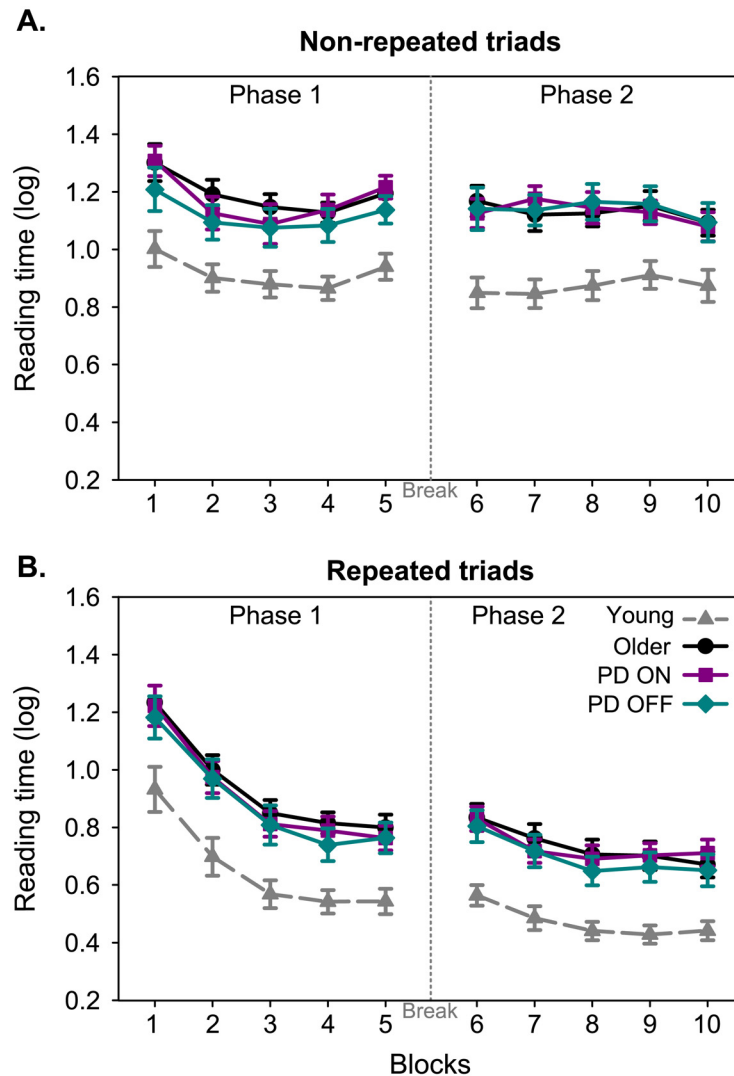 A.
Non-repeated triads
Phase 1
Phase 2
Reading time (log)
1.6
1.4
1.2
1.0
0.8
0.6
0.4
0.2
1 2 3 4 5 Break 6 7 8 9 10
B.
Repeated triads
Phase 1
Phase 2
Young
Older
PD ON
PD OFF
Reading time (log)
1.6
1.4
1.2
1.0
0.8
0.6
0.4
0.2
1 2 3 4 5 Break 6 7 8 9 10
Blocks